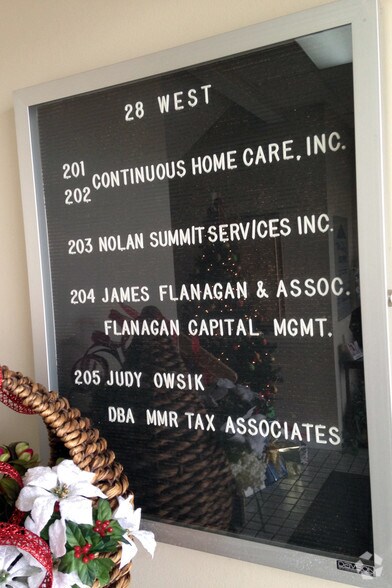 28 WEST
201
202 CONTINUOUS HOME CARE, INC.
203 NOLAN SUMMIT SERVICES INC.
204 JAMES FLANAGAN & ASSOC.
FLANAGAN CAPITAL MGMT.
205 JUDY OWSIK
DBA MMR TAX ASSOCIATES